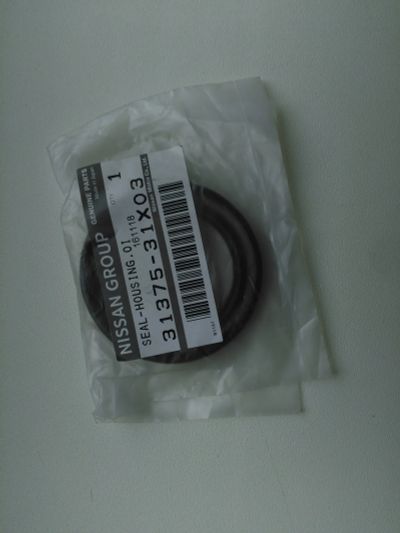 NISSAN GROUP
GENUINE PARTS
SEAL-HOUSING.OI
161118
1
31375-31X03